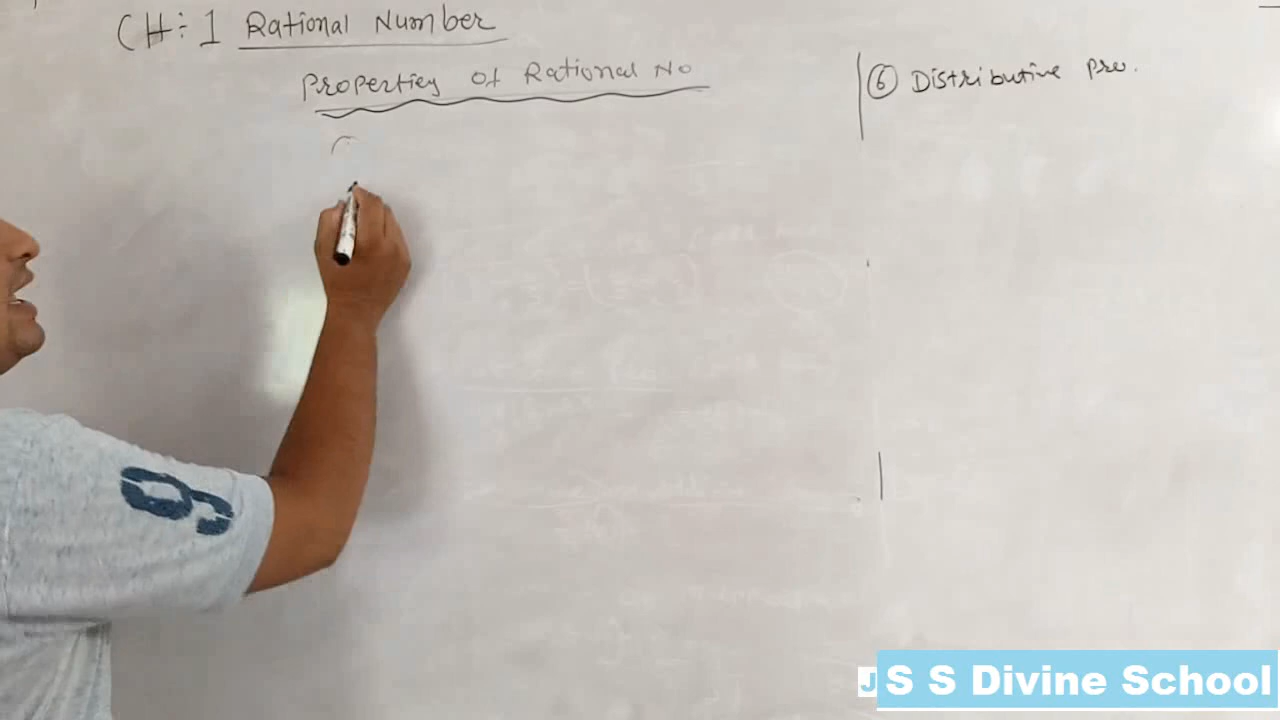 CH÷1 Rational Number
Properties of Rational No
⑥ Distributive pro.
J S S Divine School